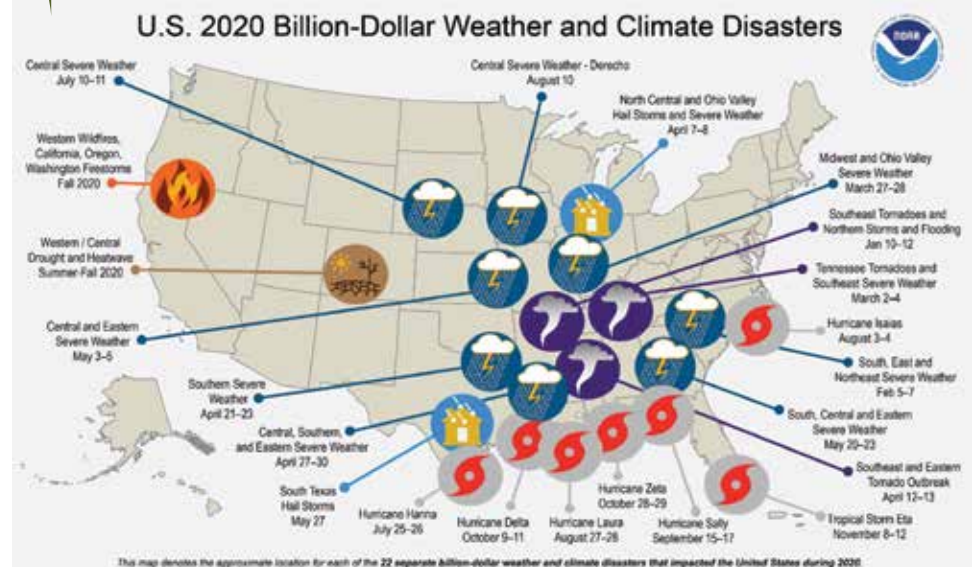 U.S. 2020 Billion-Dollar Weather and Climate Disasters
NOAA
Central Severe Weather
July 10–11
Central Severe Weather - Derecho
August 10
North Central and Ohio Valley
Hail Storms and Severe Weather
April 7–8
Western Wildfires,
California, Oregon,
Washington Firestorms
Fall 2020
Midwest and Ohio Valley
Severe Weather
March 27–28
Southeast Tornadoes and
Northern Storms and Flooding
Jan 10–12
Western / Central
Drought and Heatwave
Summer-Fall 2020
Tennessee Tornadoes and
Southeast Severe Weather
March 2–4
Hurricane Isaias
August 3–4
Central and Eastern
Severe Weather
May 3–5
South, East and
Northeast Severe Weather
Feb 5–7
Southern Severe
Weather
April 21–23
South, Central and Eastern
Severe Weather
May 20–23
Central, Southern,
and Eastern Severe Weather
April 27–30
Southeast and Eastern
Tornado Outbreak
April 12–13
South Texas
Hail Storms
May 27
Hurricane Hanna
July 25–26
Hurricane Delta
October 9–11
Hurricane Laura
August 27–28
Hurricane Zeta
October 28–29
Hurricane Sally
September 15–17
Tropical Storm Eta
November 8–12
This map denotes the approximate location for each of the 22 separate billion-dollar weather and climate disasters that impacted the United States during 2020.